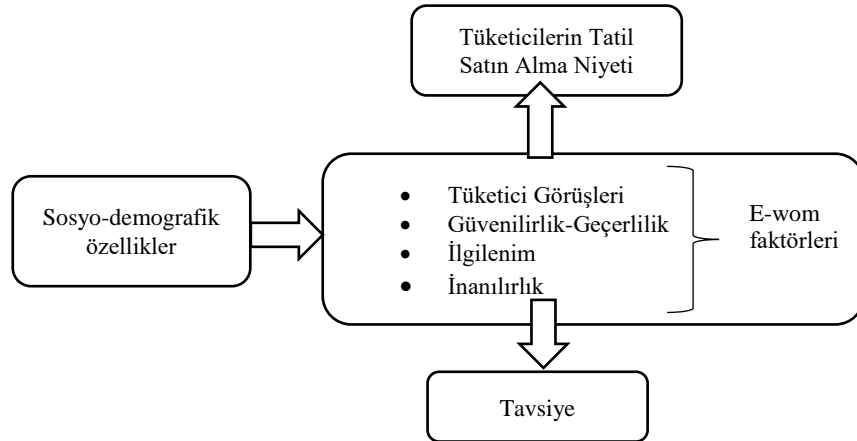 Tüketicilerin Tatil
Satın Alma Niyeti
Sosyo-demografik
özellikler
• Tüketici Görüşleri
• Güvenilirlik-Geçerlilik
• İlgilenim
• İnanılırlık
E-wom
faktörleri
Tavsiye